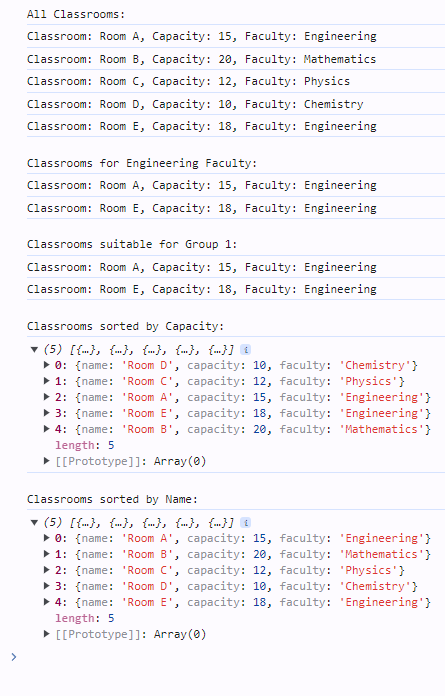 All Classrooms:
Classroom: Room A, Capacity: 15, Faculty: Engineering
Classroom: Room B, Capacity: 20, Faculty: Mathematics
Classroom: Room C, Capacity: 12, Faculty: Physics
Classroom: Room D, Capacity: 10, Faculty: Chemistry
Classroom: Room E, Capacity: 18, Faculty: Engineering
Classrooms for Engineering Faculty:
Classroom: Room A, Capacity: 15, Faculty: Engineering
Classroom: Room E, Capacity: 18, Faculty: Engineering
Classrooms suitable for Group 1:
Classroom: Room A, Capacity: 15, Faculty: Engineering
Classroom: Room E, Capacity: 18, Faculty: Engineering
Classrooms sorted by Capacity:
▼ (5) [{…}, {…}, {…}, {…}, {…}] i
▶ 0: {name: 'Room D', capacity: 10, faculty: 'Chemistry'}
▶ 1: {name: 'Room C', capacity: 12, faculty: 'Physics'}
▶ 2: {name: 'Room A', capacity: 15, faculty: 'Engineering'}
▶ 3: {name: 'Room E', capacity: 18, faculty: 'Engineering'}
▶ 4: {name: 'Room B', capacity: 20, faculty: 'Mathematics'}
length: 5
▶ [[Prototype]]: Array(0)
Classrooms sorted by Name:
▼ (5) [{…}, {…}, {…}, {…}, {…}] i
▶ 0: {name: 'Room A', capacity: 15, faculty: 'Engineering'}
▶ 1: {name: 'Room B', capacity: 20, faculty: 'Mathematics'}
▶ 2: {name: 'Room C', capacity: 12, faculty: 'Physics'}
▶ 3: {name: 'Room D', capacity: 10, faculty: 'Chemistry'}
▶ 4: {name: 'Room E', capacity: 18, faculty: 'Engineering'}
length: 5
▶ [[Prototype]]: Array(0)
>